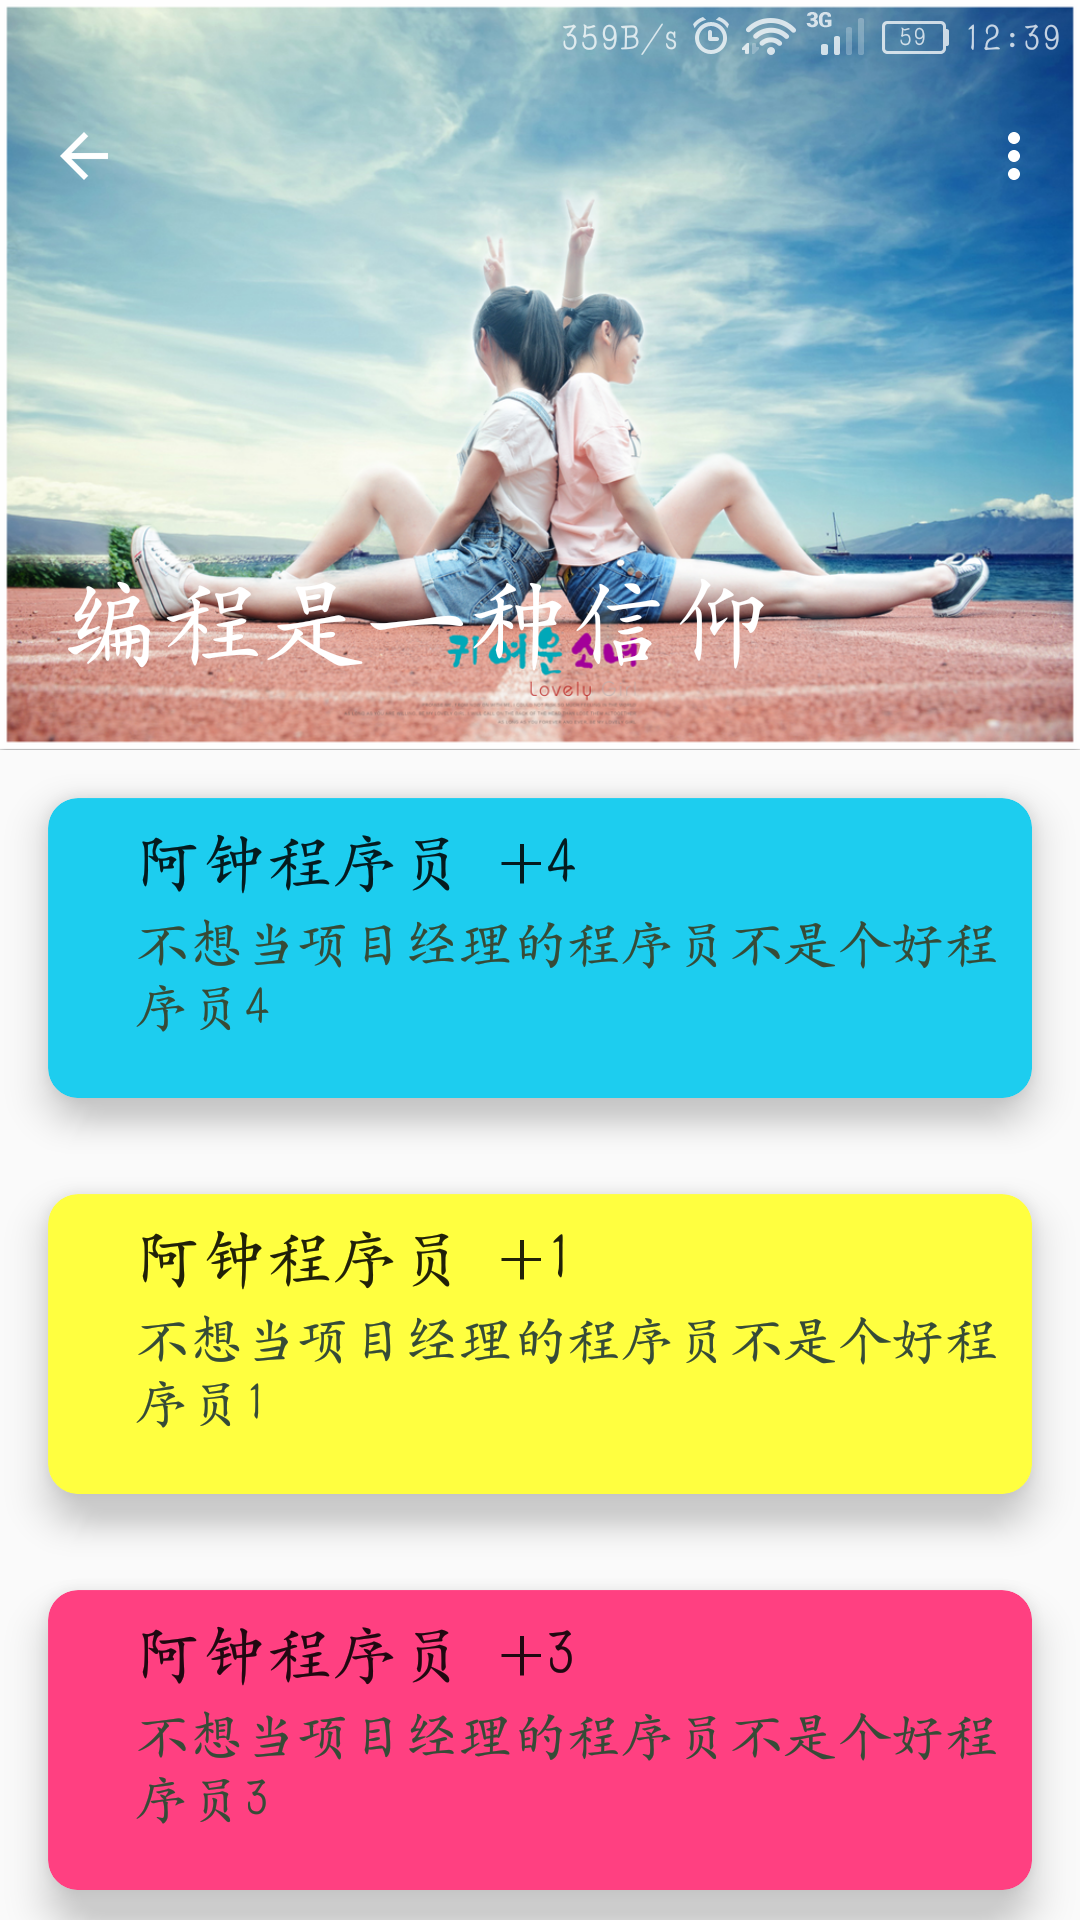 359B/s 3G 59 12:39
编程是一种信仰
귀여운 소녀
Lovely
阿钟程序员 +4
不想当项目经理的程序员不是个好程
序员4
阿钟程序员 +1
不想当项目经理的程序员不是个好程
序员1
阿钟程序员 +3
不想当项目经理的程序员不是个好程
序员3